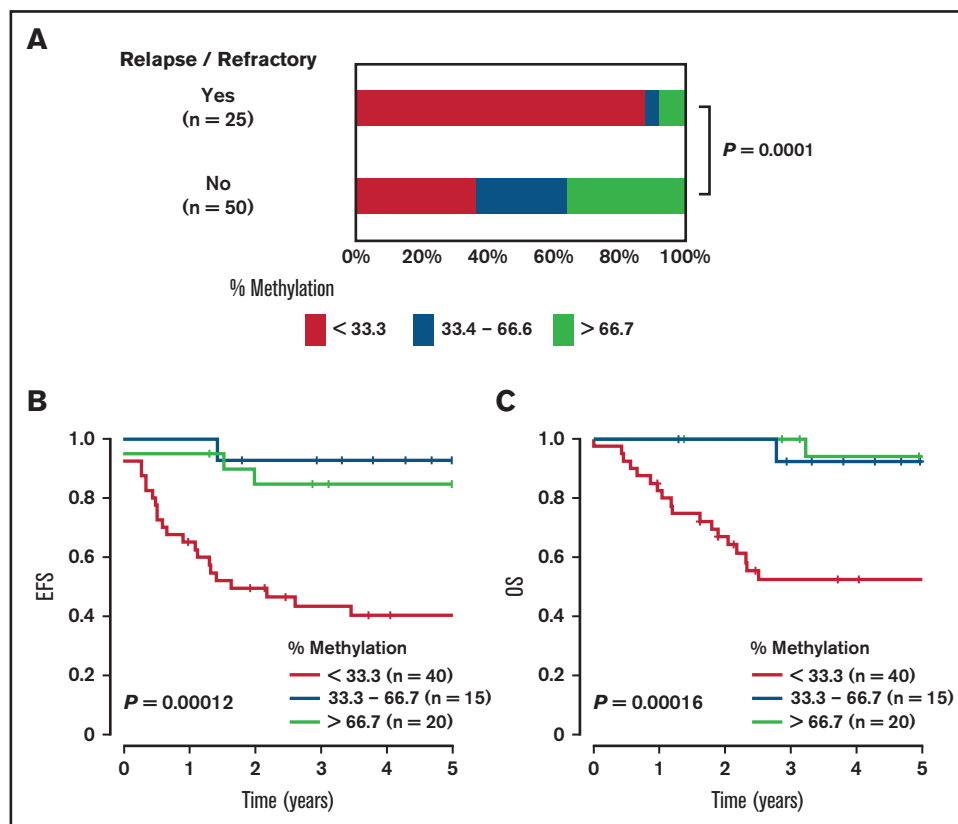 A
Relapse / Refractory
Yes
(n = 25)
No
(n = 50)
P = 0.0001
0% 20% 40% 60% 80% 100%
% Methylation
< 33.3 33.4 – 66.6 > 66.7
B
1.0
0.8
0.6
0.4
0.2
0
EFS
% Methylation
< 33.3 (n = 40)
33.3 – 66.7 (n = 15)
> 66.7 (n = 20)
P = 0.00012
0 1 2 3 4 5
Time (years)
C
1.0
0.8
0.6
0.4
0.2
0
OS
% Methylation
< 33.3 (n = 40)
33.3 – 66.7 (n = 15)
> 66.7 (n = 20)
P = 0.00016
0 1 2 3 4 5
Time (years)